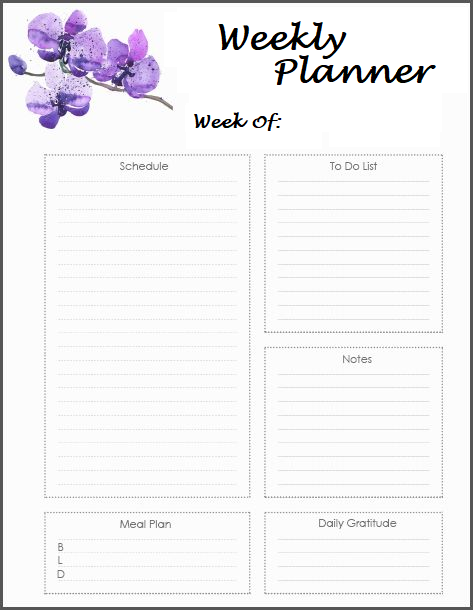 Weekly
Planner
Week Of:
Schedule
To Do List
Notes
Meal Plan
B
L
D
Daily Gratitude